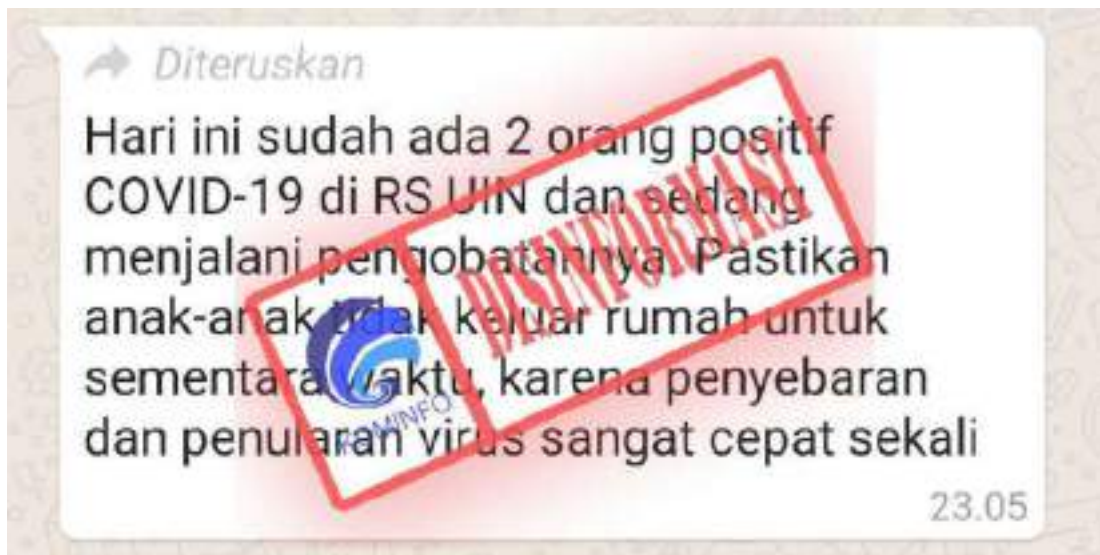 Diteruskan
Hari ini sudah ada 2 orang positif
COVID-19 di RS UIN dan sedang
menjalani pengobatannya. Pastikan
anak-anak tidak keluar rumah untuk
sementara waktu, karena penyebaran
dan penularan virus sangat cepat sekali
23.05
DISINFORMASI
KOMINFO